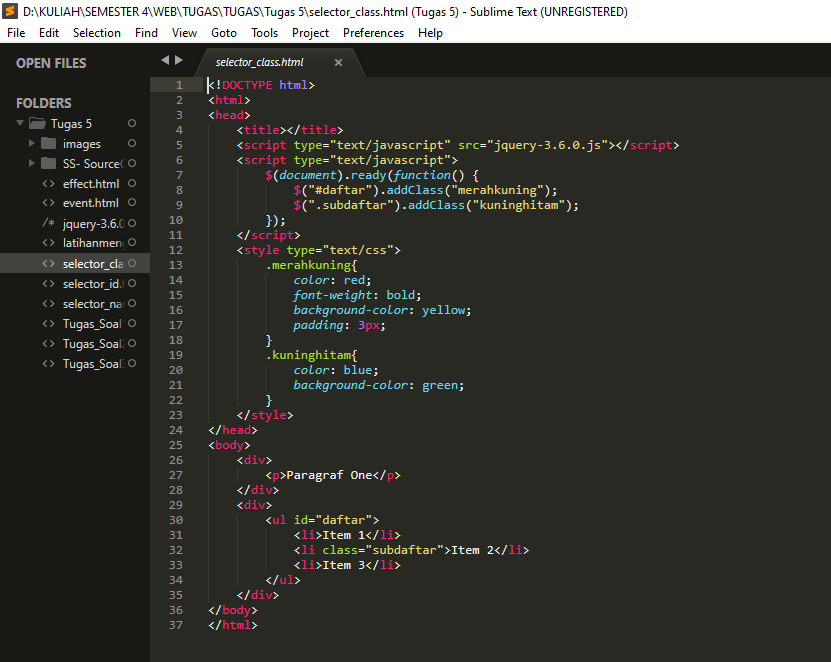 D:\KULIAH\SEMESTER 4\WEB\TUGAS\TUGAS\Tugas 5\selector_class.html (Tugas 5) - Sublime Text (UNREGISTERED)
File Edit Selection Find View Goto Tools Project Preferences Help
OPEN FILES
FOLDERS
Tugas 5
images
SS- Source
effect.html
event.html
/* jquery-3.6.0
latihanmen
selector_cla
selector_id.
selector_na
Tugas_Soal
Tugas_Soal
Tugas_Soal
selector_class.html
1 <!DOCTYPE html>
2 <html>
3 <head>
4 <title></title>
5 <script type="text/javascript" src="jquery-3.6.0.js"></script>
6 <script type="text/javascript">
7 $(document).ready(function() {
8 $("#daftar").addClass("merahkuning");
9 $(".subdaftar").addClass("kuninghitam");
10 });
11 </script>
12 <style type="text/css">
13 .merahkuning{
14 color: red;
15 font-weight: bold;
16 background-color: yellow;
17 padding: 3px;
18 }
19 .kuninghitam{
20 color: blue;
21 background-color: green;
22 }
23 </style>
24 </head>
25 <body>
26 <div>
27 <p>Paragraf One</p>
28 </div>
29 <div>
30 <ul id="daftar">
31 <li>Item 1</li>
32 <li class="subdaftar">Item 2</li>
33 <li>Item 3</li>
34 </ul>
35 </div>
36 </body>
37 </html>